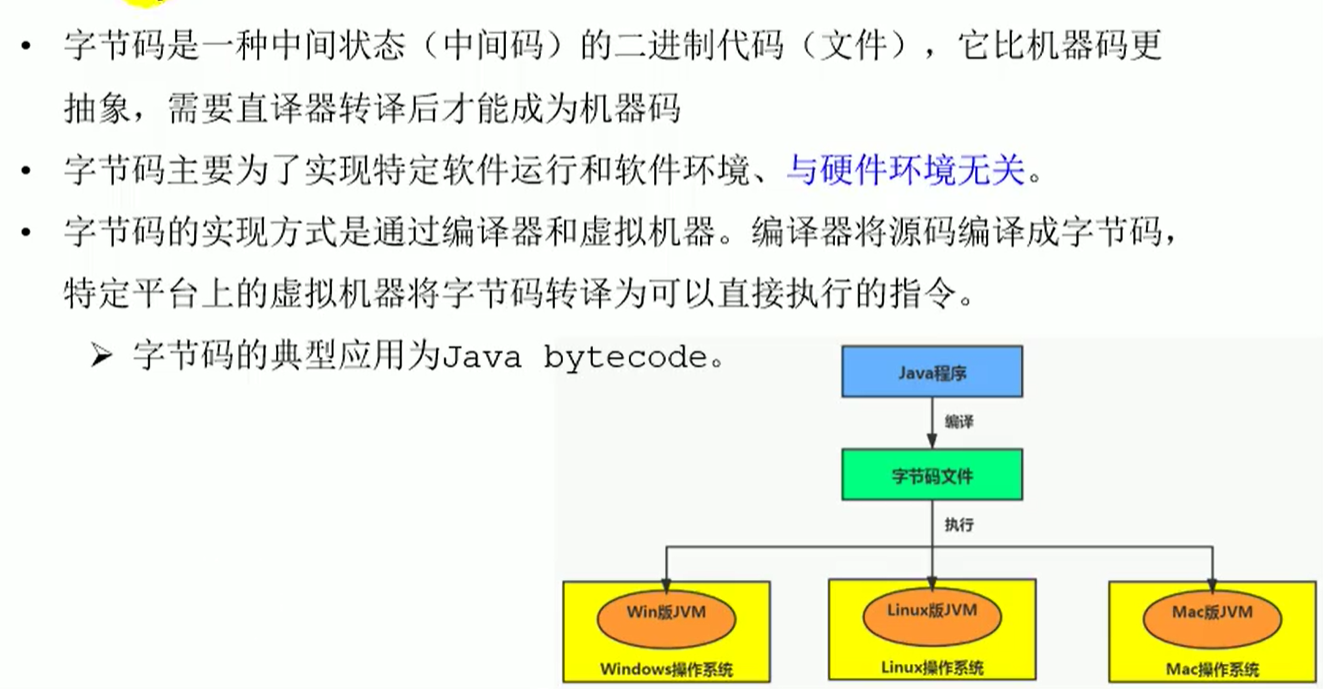 • 字节码是一种中间状态（中间码）的二进制代码（文件），它比机器码更
抽象，需要直译器转译后才能成为机器码
• 字节码主要为了实现特定软件运行和软件环境、与硬件环境无关。
• 字节码的实现方式是通过编译器和虚拟机器。编译器将源码编译成字节码，
特定平台上的虚拟机器将字节码转译为可以直接执行的指令。
➢ 字节码的典型应用为Java bytecode。
Java程序
编译
字节码文件
执行
Win版JVM
Windows操作系统
Linux版JVM
Linux操作系统
Mac版JVM
Mac操作系统